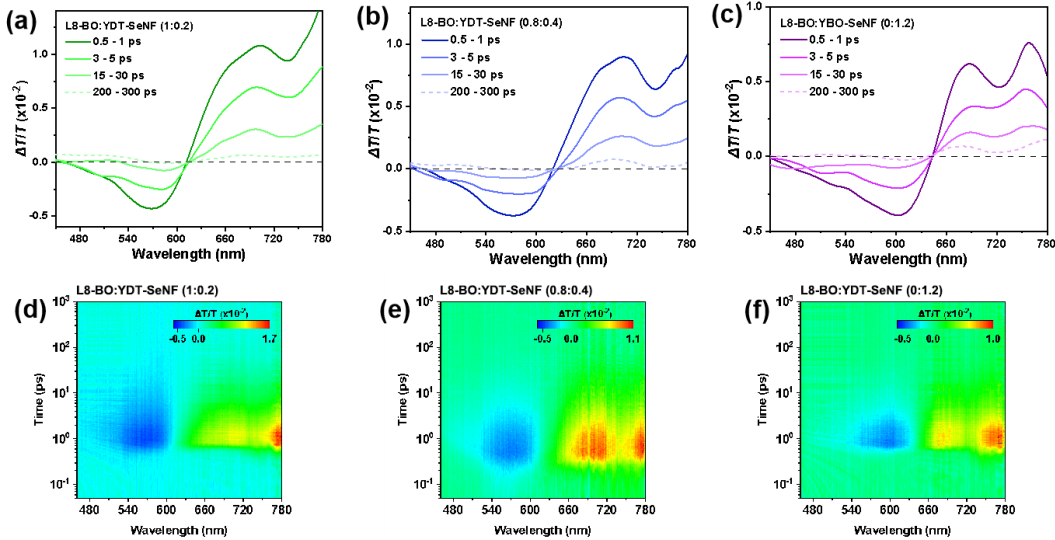 (a)
L8-BO:YDT-SeNF (1:0.2)
0.5 - 1 ps
3 - 5 ps
15 - 30 ps
200 - 300 ps
ΔT/T (x10⁻²)
1.0
0.5
0.0
-0.5
480 540 600 660 720 780
Wavelength (nm)
(b)
L8-BO:YDT-SeNF (0.8:0.4)
0.5 - 1 ps
3 - 5 ps
15 - 30 ps
200 - 300 ps
ΔT/T (x10⁻²)
1.0
0.5
0.0
-0.5
480 540 600 660 720 780
Wavelength (nm)
(c)
L8-BO:YBO-SeNF (0:1.2)
0.5 - 1 ps
3 - 5 ps
15 - 30 ps
200 - 300 ps
ΔT/T (x10⁻²)
1.0
0.5
0.0
-0.5
480 540 600 660 720 780
Wavelength (nm)
(d)
L8-BO:YDT-SeNF (1:0.2)
ΔT/T (x10⁻²)
-0.5 0.0 1.7
Time (ps)
10³
10²
10¹
10⁰
10⁻¹
480 540 600 660 720 780
Wavelength (nm)
(e)
L8-BO:YDT-SeNF (0.8:0.4)
ΔT/T (x10⁻²)
-0.5 0.0 1.1
Time (ps)
10³
10²
10¹
10⁰
10⁻¹
480 540 600 660 720 780
Wavelength (nm)
(f)
L8-BO:YDT-SeNF (0:1.2)
ΔT/T (x10⁻²)
-0.5 0.0 1.0
Time (ps)
10³
10²
10¹
10⁰
10⁻¹
480 540 600 660 720 780
Wavelength (nm)